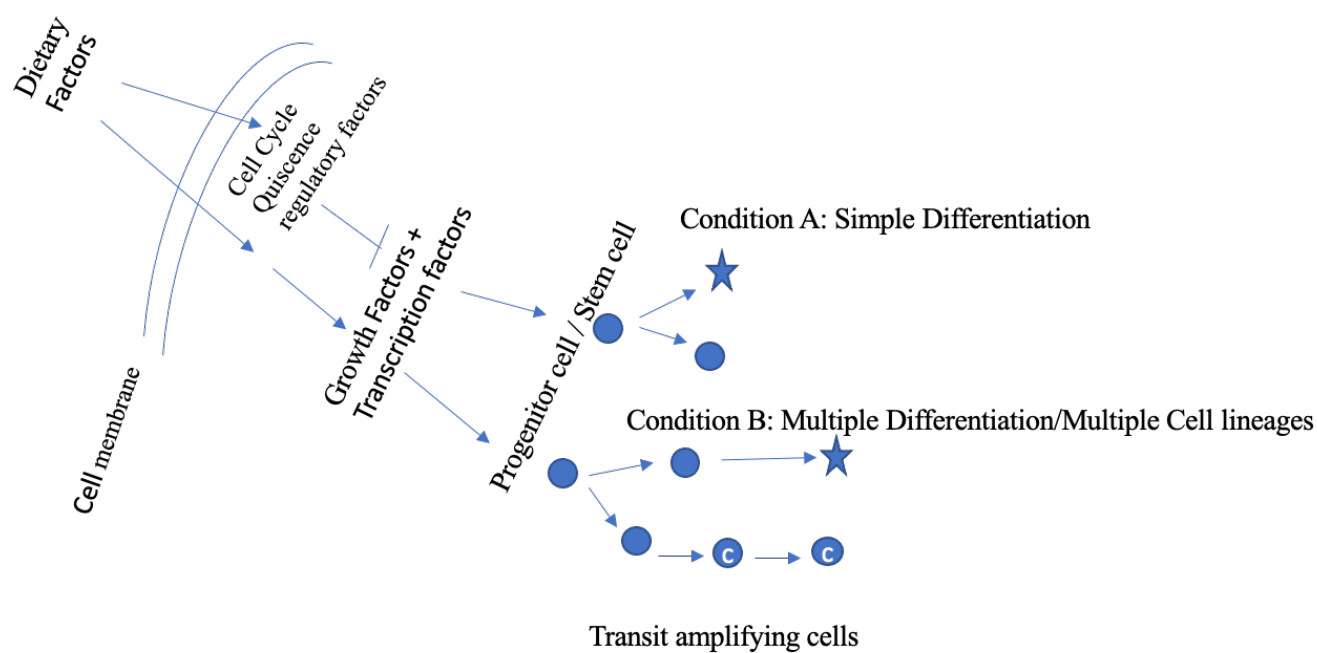 Dietary
Factors
Cell Cycle
Quiscence
regulatory factors
Cell membrane
Growth Factors +
Transcription factors
Progenitor cell / Stem cell
Condition A: Simple Differentiation
Condition B: Multiple Differentiation/Multiple Cell lineages
C
C
Transit amplifying cells